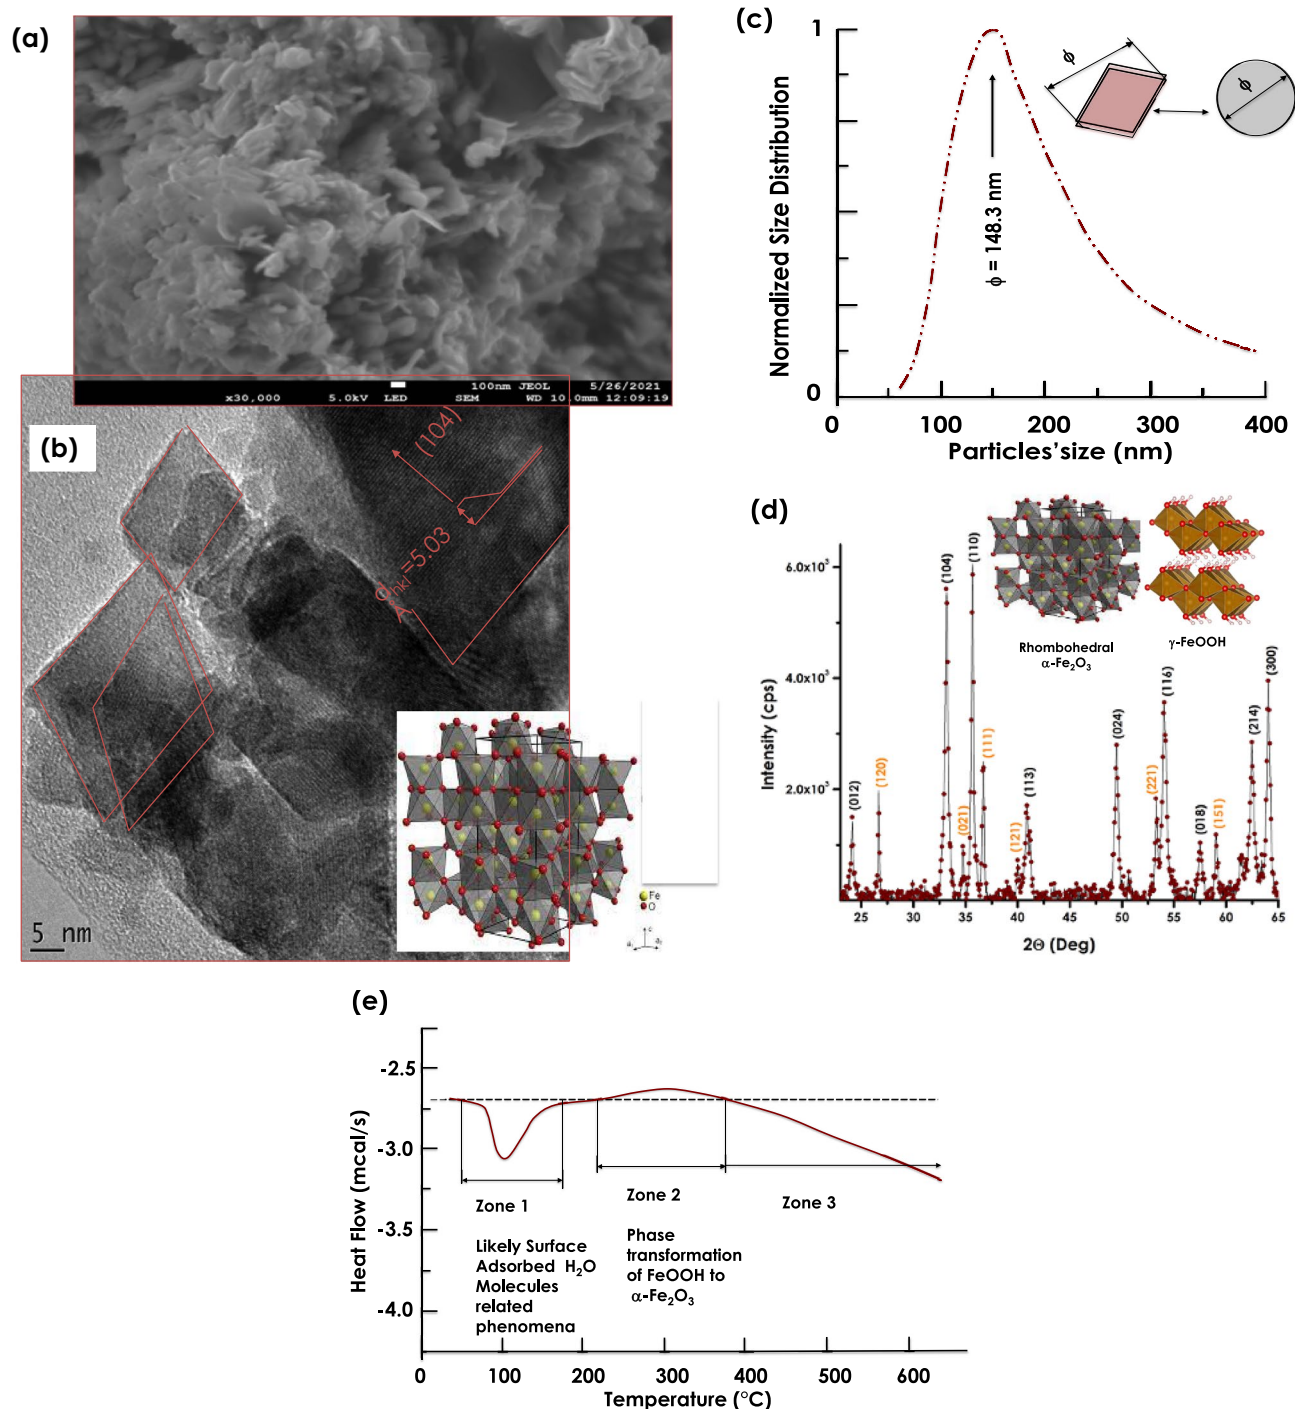 (a)
x30,000 5.0kV LED SEM 100nm JEOL WD 10.0mm 5/26/2021 12:09:19
(b)
(104)
dhkl=5.03
Å
5 nm
Fe
O
c
a₁ a₂
(c)
Normalized Size Distribution
1
0
ϕ = 148.3 nm
ϕ
ϕ
0 100 200 300 400
Particles'size (nm)
(d)
Intensity (cps)
6.0x10³
4.0x10³
2.0x10³
(012)
(120)
(104)
(021)
(110)
(111)
(121)
(113)
(024)
(221)
(116)
(018)
(151)
(214)
(300)
Rhombohedral
α-Fe₂O₃
γ-FeOOH
25 30 35 40 45 50 55 60 65
2Θ (Deg)
(e)
Heat Flow (mcal/s)
-2.5
-3.0
-3.5
-4.0
Zone 1
Likely Surface
Adsorbed H₂O
Molecules
related
phenomena
Zone 2
Phase
transformation
of FeOOH to
α-Fe₂O₃
Zone 3
0 100 200 300 400 500 600
Temperature (°C)